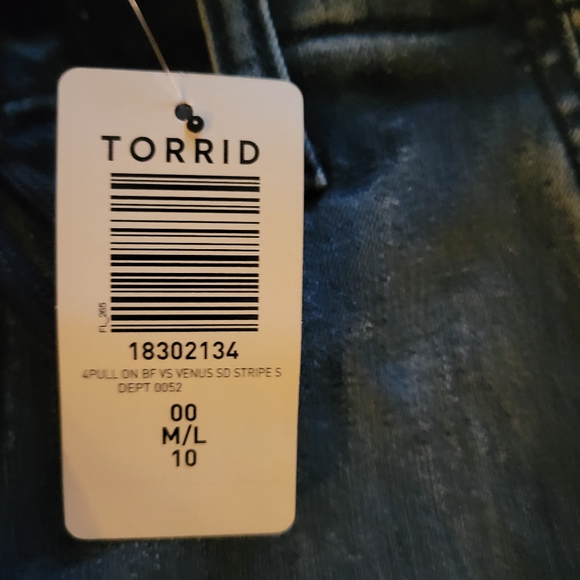 TORRID
FL_265
18302134
4PULL ON BF VS VENUS SD STRIPE S
DEPT 0052
00
M/L
10